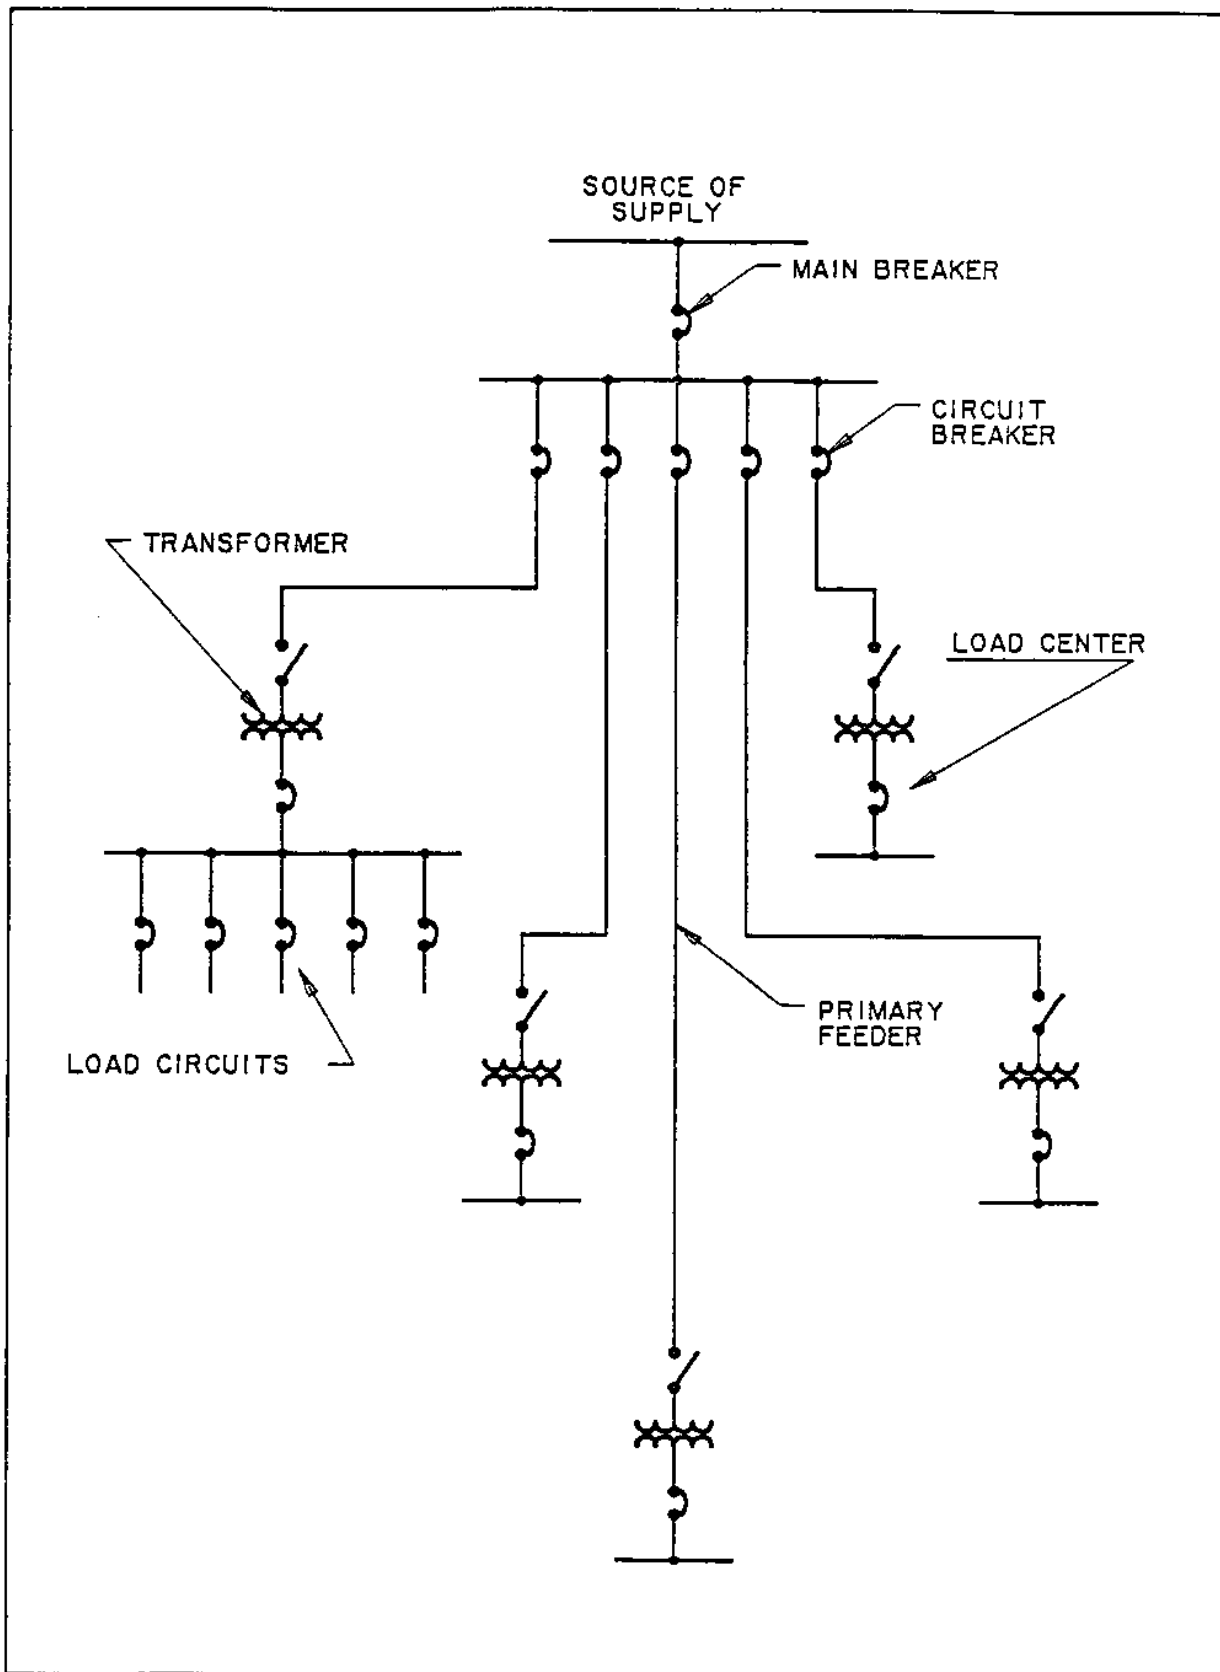 SOURCE OF
SUPPLY
MAIN BREAKER
CIRCUIT
BREAKER
TRANSFORMER
LOAD CENTER
PRIMARY
FEEDER
LOAD CIRCUITS